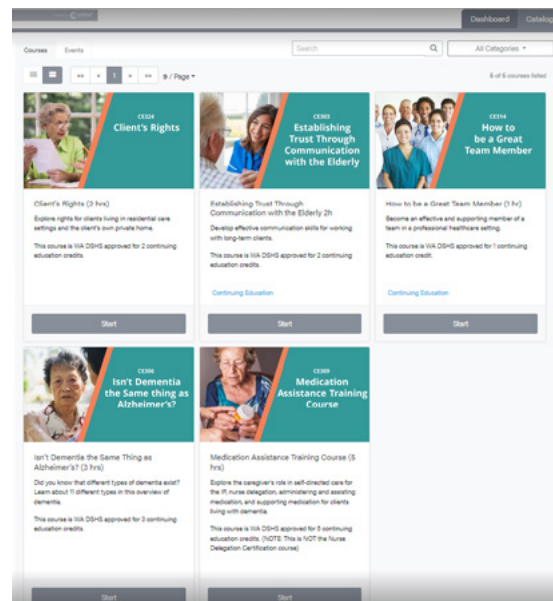 Dashboard Catalog
Courses Events Search All Categories
1 9 / Page 5 of 5 courses listed
CE324
Client's Rights
CE303
Establishing
Trust Through
Communication
with the Elderly
CE314
How to
be a Great
Team Member
Client's Rights (2 hrs)
Explore rights for clients living in residential care
settings and the client's own private home.
This course is WA DSHS approved for 2 continuing
education credits.
Establishing Trust Through
Communication with the Elderly 2h
Develop effective communication skills for working
with long-term clients.
This course is WA DSHS approved for 2 continuing
education credits.
Continuing Education
How to be a Great Team Member (1 hr)
Become an effective and supporting member of a
team in a professional healthcare setting.
This course is WA DSHS approved for 1 continuing
education credit.
Continuing Education
Start Start Start
CE306
Isn't Dementia
the Same thing as
Alzheimer's?
CE309
Medication
Assistance Training
Course
Isn't Dementia the Same Thing as
Alzheimer's? (3 hrs)
Did you know that different types of dementia exist?
Learn about 11 different types in this overview of
dementia.
This course is WA DSHS approved for 3 continuing
education credits.
Medication Assistance Training Course (5
hrs)
Explore the caregiver's role in self-directed care for
the IP, nurse delegation, administering and assisting
medication, and supporting medication for clients
living with dementia.
This course is WA DSHS approved for 5 continuing
education credits. (NOTE: This is NOT the Nurse
Delegation Certification course)
Start Start